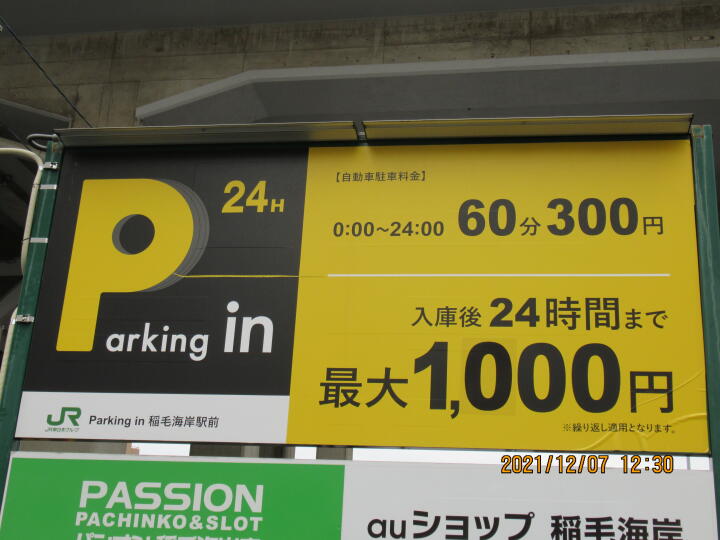 24H
Parking in
JR
JR東日本グループ
Parking in 稲毛海岸駅前
【自動車駐車料金】
0:00~24:00 60分 300円
入庫後 24時間まで
最大1,000円
※繰り返し適用となります。
2021/12/07 12:30
PASSION
PACHINKO&SLOT
auショップ 稲毛海岸